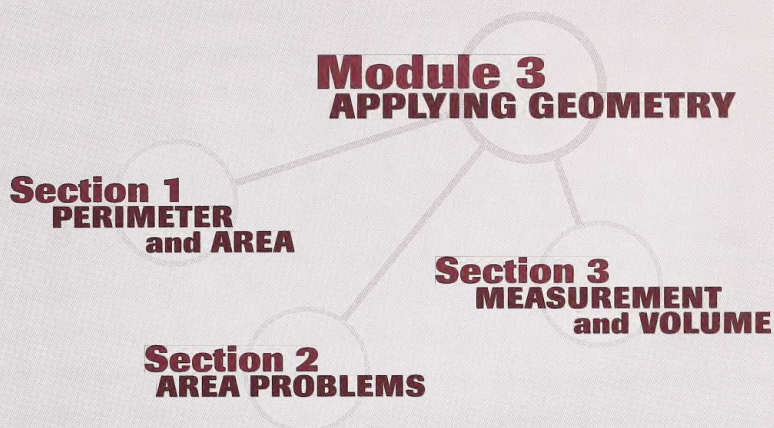 Module 3
APPLYING GEOMETRY
Section 1
PERIMETER
and AREA
Section 3
MEASUREMENT
and VOLUME
Section 2
AREA PROBLEMS